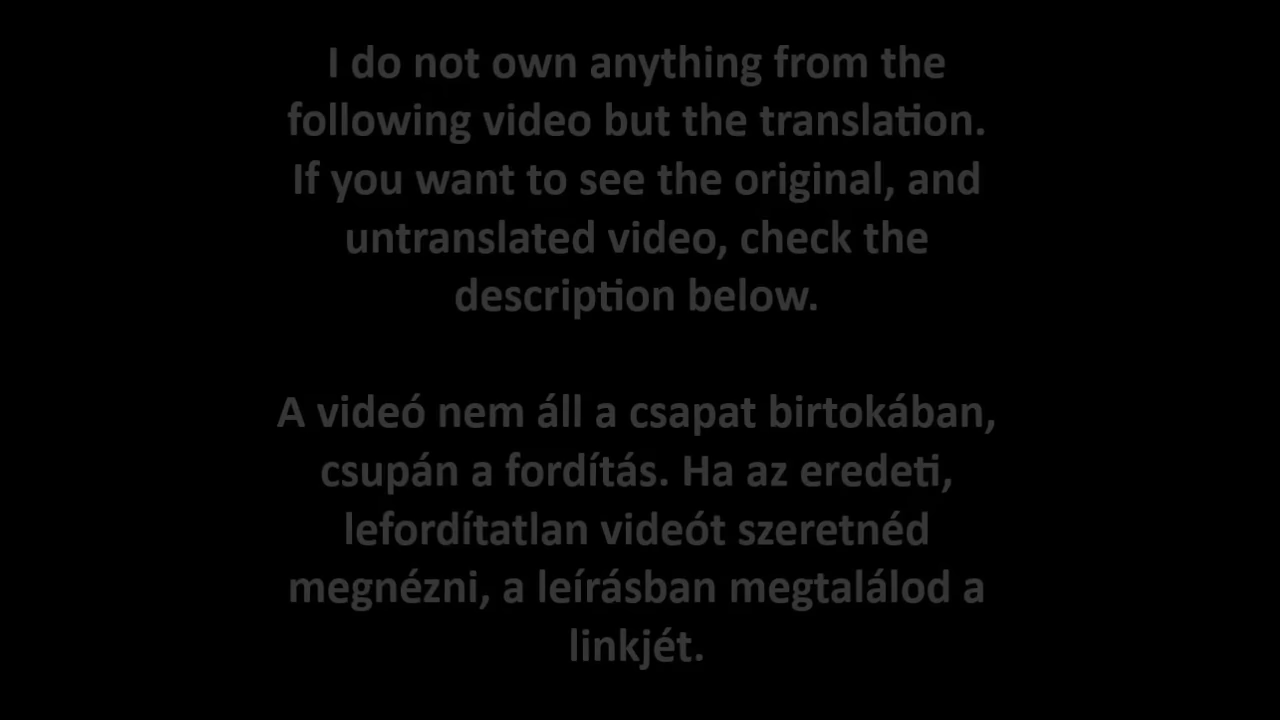 I do not own anything from the
following video but the translation.
If you want to see the original, and
untranslated video, check the
description below.
A videó nem áll a csapat birtokában,
csupán a fordítás. Ha az eredeti,
lefordítatlan videót szeretnéd
megnézni, a leírásban megtalálod a
linkjét.